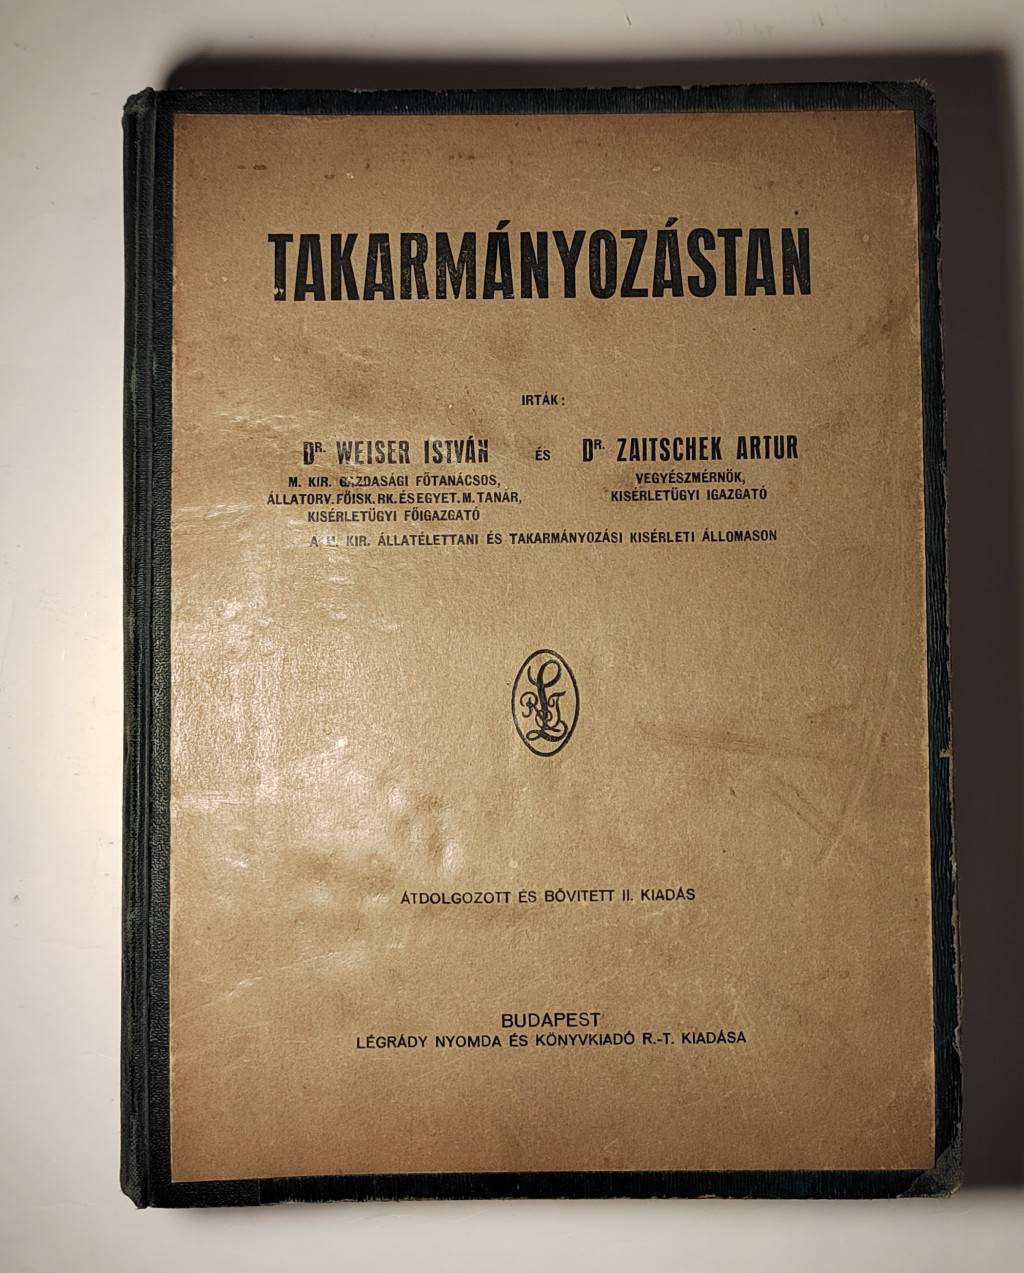 TAKARMÁNYOZÁSTAN
IRTÁK:
DR. WEISER ISTVÁN ÉS DR. ZAITSCHEK ARTUR
M. KIR. GAZDASÁGI FŐTANÁCSOS,
ÁLLATORV. FŐISK. RK. ÉS EGYET. M. TANÁR,
KISÉRLETÜGYI FŐIGAZGATÓ
VEGYÉSZMÉRNÖK,
KISÉRLETÜGYI IGAZGATÓ
A M. KIR. ÁLLATÉLETTANI ÉS TAKARMÁNYOZÁSI KISÉRLETI ÁLLOMÁSON
L RT
ÁTDOLGOZOTT ÉS BŐVITETT II. KIADÁS
BUDAPEST
LÉGRÁDY NYOMDA ÉS KÖNYVKIADÓ R.-T. KIADÁSA